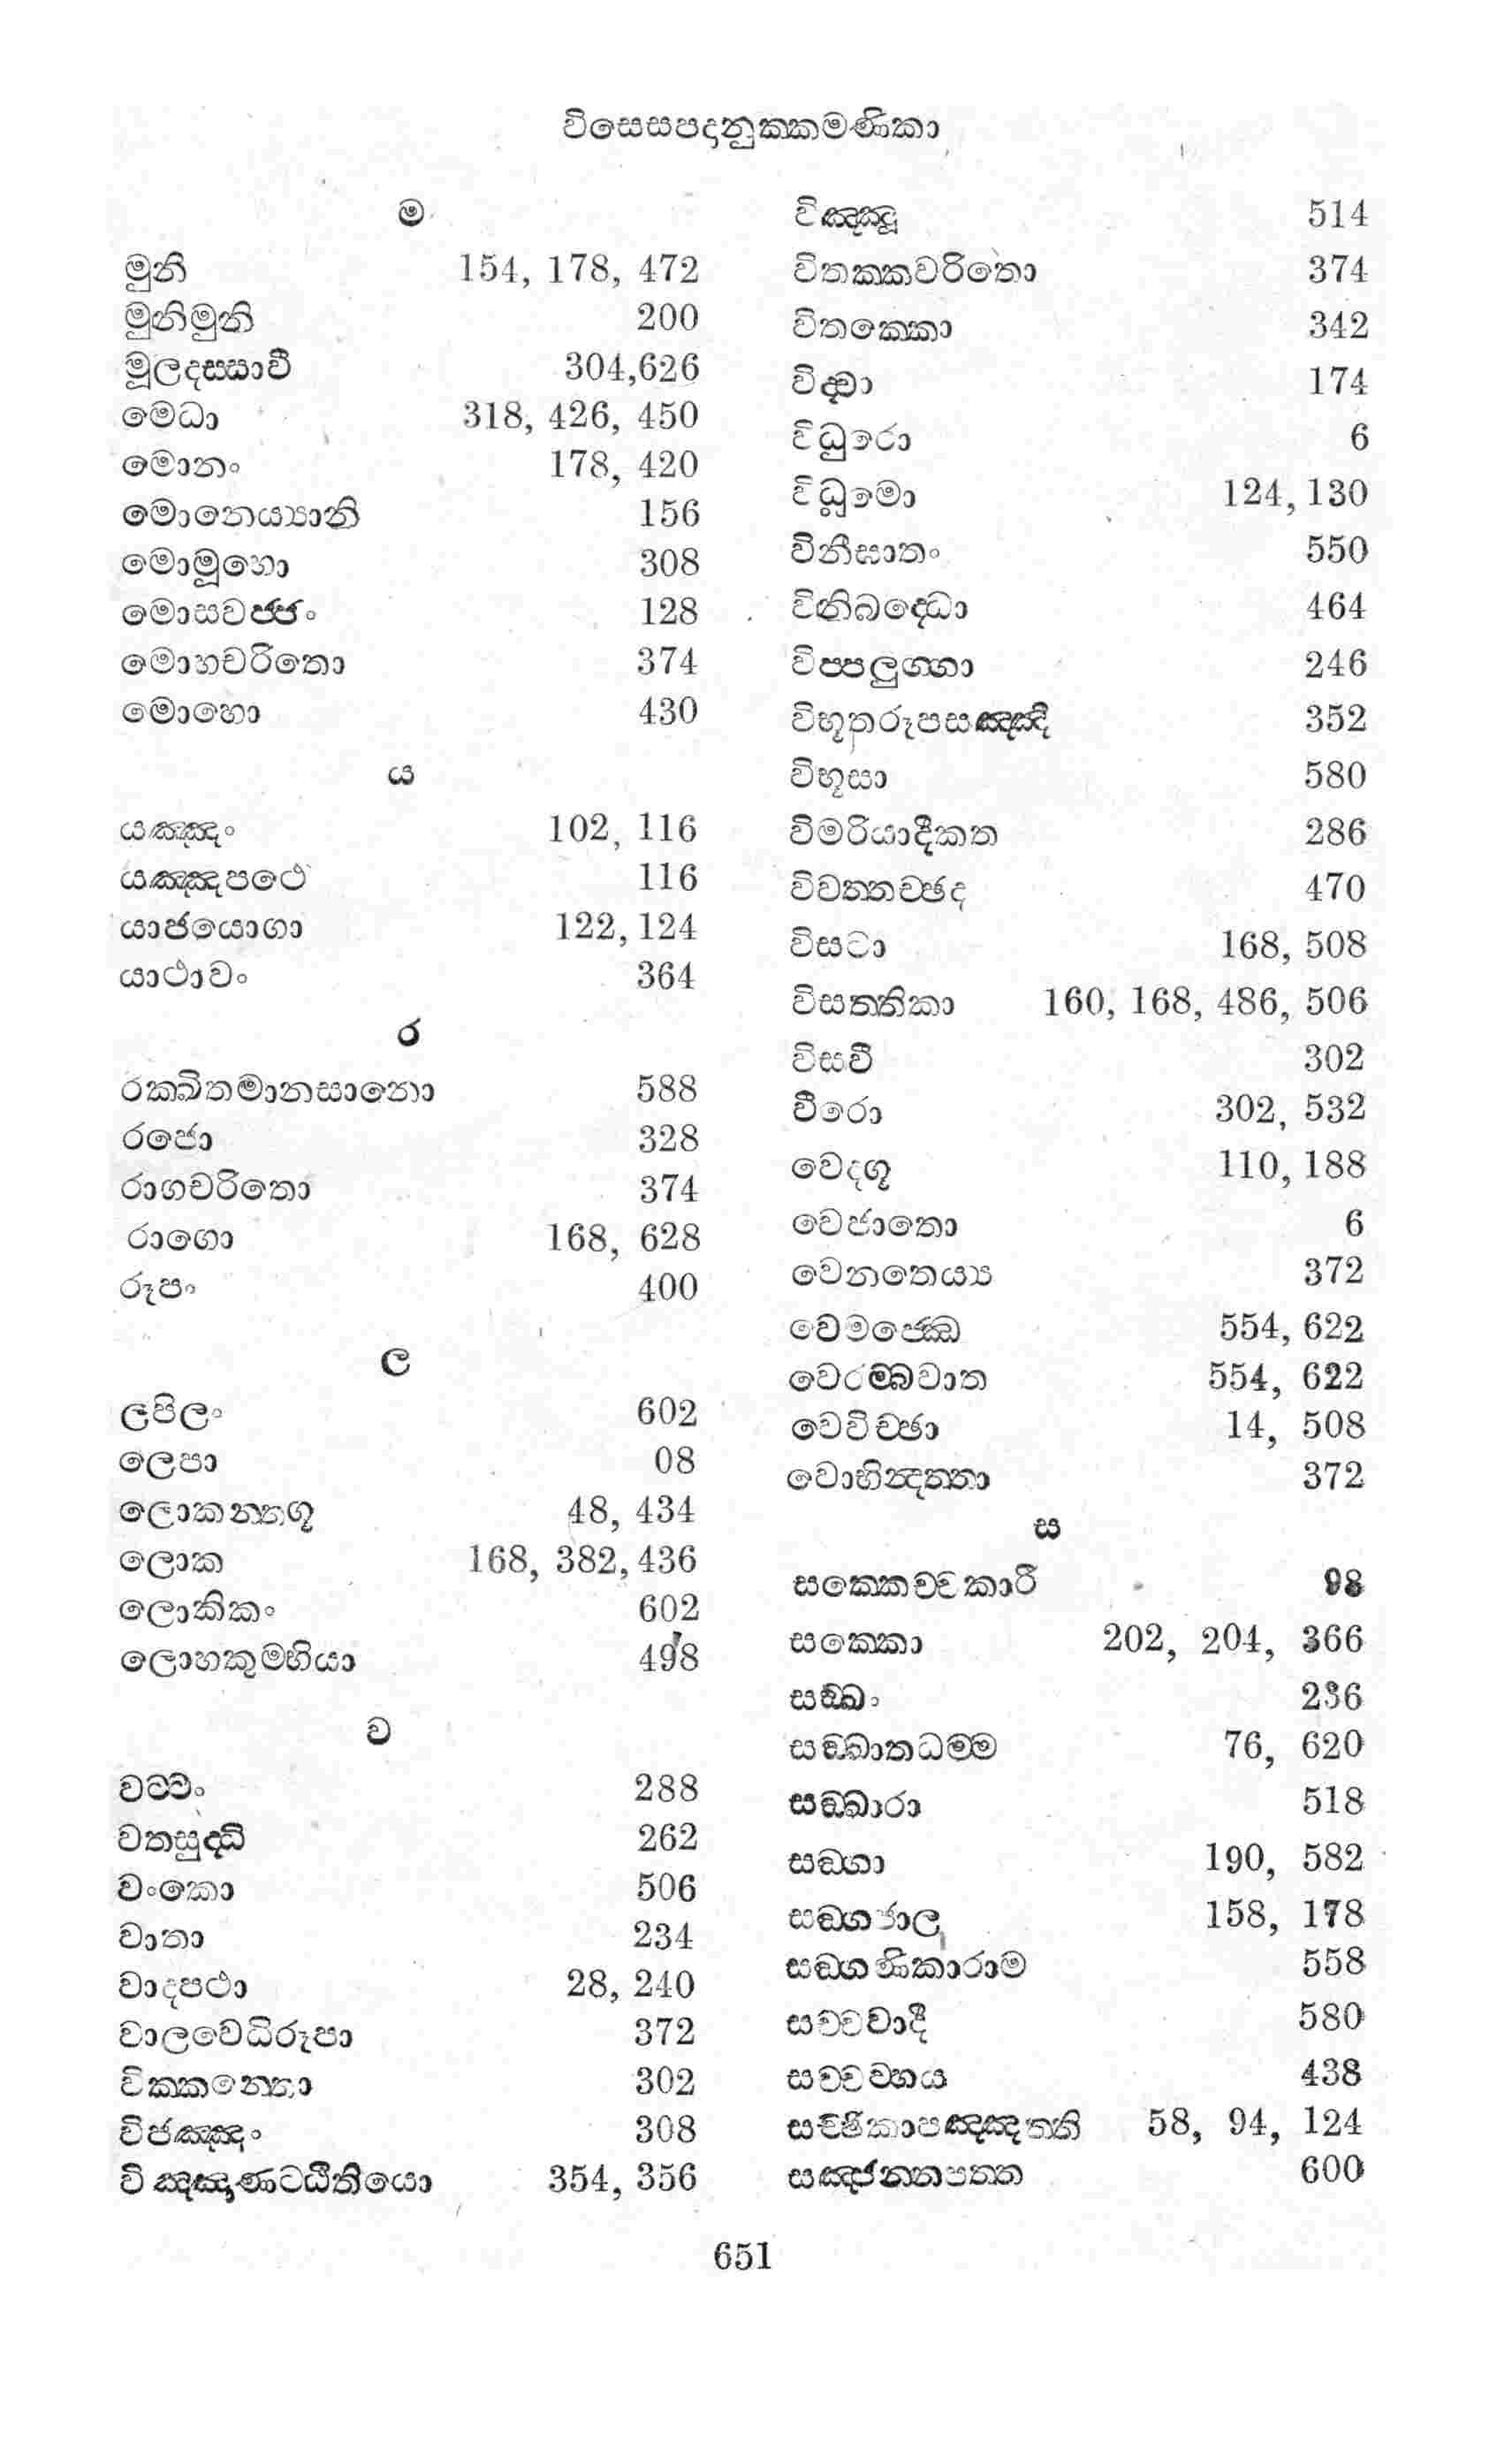 විසෙසපදානුක්කමණිකා
ම
මුනි 154, 178, 472
මුනිමුනි 200
මූලදස්සාවී 304,626
මෙධා 318, 426, 450
මොනං 178, 420
මොනෙය්‍යානි 156
මොමූහො 308
මොසවජ්ජං 128
මොහචරිතො 374
මොහො 430
ය
යඤ්ඤං 102, 116
යඤ්ඤපථෙ 116
යාජයොගා 122, 124
යාථාවං 364
ර
රක්ඛිතමානසානො 588
රජො 328
රාගචරිතො 374
රාගො 168, 628
රූපං 400
ල
ලපිලං 602
ලෙපා 08
ලොකන්තගූ 48, 434
ලොක 168, 382, 436
ලොකිකං 602
ලොහකුම්භියා 498
ව
වට්ටං 288
වතසුද්ධි 262
වංකො 506
වාතා 234
වාදපථා 28, 240
වාලවෙධිරූපා 372
වික්කන්තො 302
විජඤ්ඤං 308
විඤ්ඤාණට්ඨිතියො 354, 356
විඤ්ඤූ 514
විතක්කචරිතො 374
විතක්කො 342
විද්වා 174
විධුරො 6
විධූමො 124, 130
විනීඝාතං 550
විනිබද්ධො 464
විප්පලුග්ගා 246
විභූතරූපසඤ්ඤී 352
විභූසා 580
විමරියාදීකත 286
විවත්තච්ඡද 470
විසටා 168, 508
විසත්තිකා 160, 168, 486, 506
විසවී 302
වීරො 302, 532
වෙදගූ 110, 188
වෙජාතො 6
වෙනතෙය්‍ය 372
වෙමජ්ඣෙ 554, 622
වෙරම්බවාත 554, 622
වෙවිච්ඡා 14, 508
වොභින්දන්තා 372
ස
සක්කෙච්චකාරී 98
සක්කො 202, 204, 366
සඞ්ඛං 236
සඞ්ඛාතධම්ම 76, 620
සඞ්ඛාරා 518
සඞ්ගා 190, 582
සඞ්ගජාල 158, 178
සඞ්ගණිකාරාම 558
සච්චවාදී 580
සච්චව්හය 438
සච්ඡිකාපඤ්ඤත්ති 58, 94, 124
සඤ්ඡන්නපත්ත 600
651